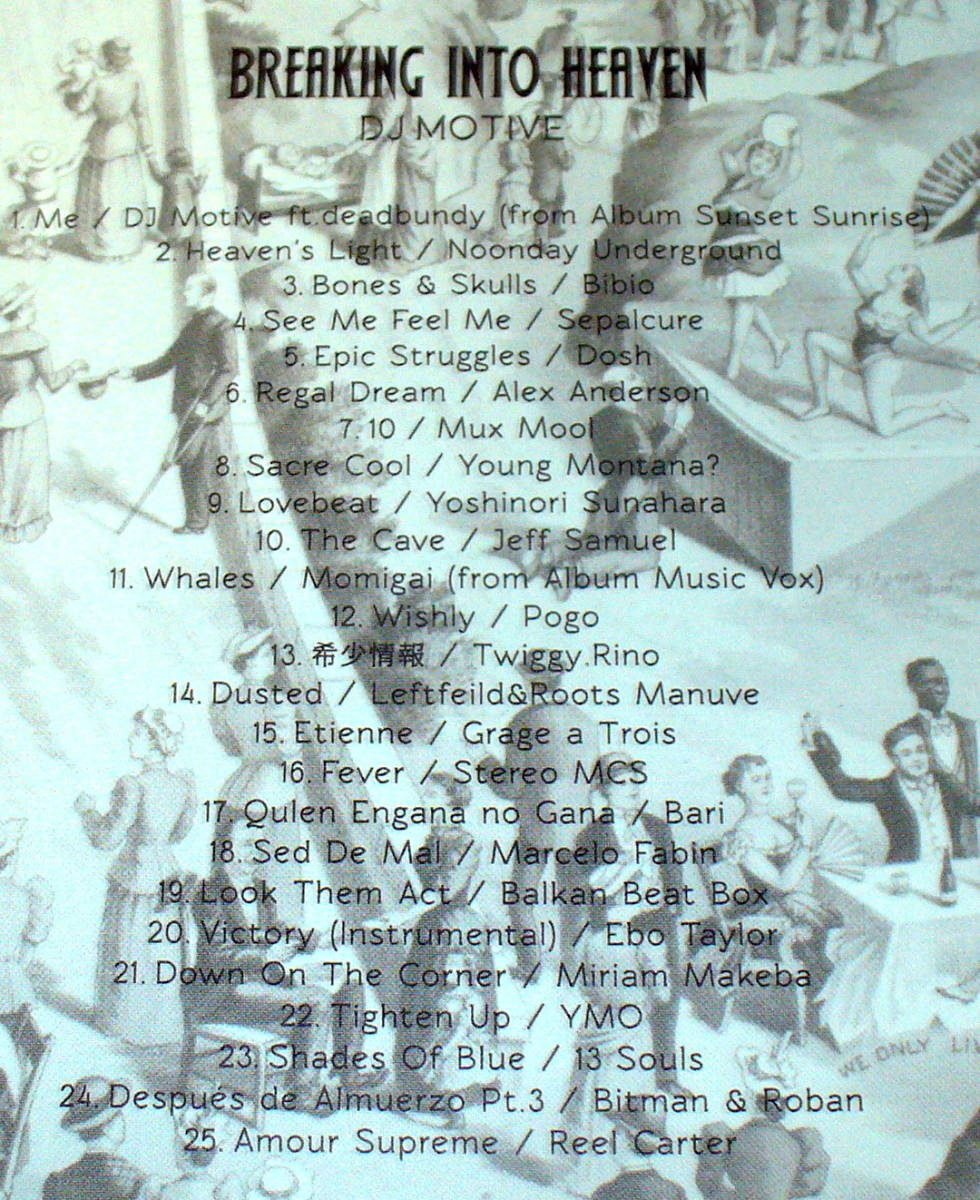 BREAKING INTO HEAVEN
DJ MOTIVE
1. Me / DJ Motive ft.deadbundy (from Album Sunset Sunrise)
2. Heaven's Light / Noonday Underground
3. Bones & Skulls / Bibio
4. See Me Feel Me / Sepalcure
5. Epic Struggles / Dosh
6. Regal Dream / Alex Anderson
7. 10 / Mux Mool
8. Sacre Cool / Young Montana?
9. Lovebeat / Yoshinori Sunahara
10. The Cave / Jeff Samuel
11. Whales / Momigai (from Album Music Vox)
12. Wishly / Pogo
13. 希少情報 / Twiggy.Rino
14. Dusted / Leftfeild&Roots Manuve
15. Etienne / Grage a Trois
16. Fever / Stereo MCS
17. Qulen Engana no Gana / Bari
18. Sed De Mal / Marcelo Fabin
19. Look Them Act / Balkan Beat Box
20. Victory (Instrumental) / Ebo Taylor
21. Down On The Corner / Miriam Makeba
22. Tighten Up / YMO
23. Shades Of Blue / 13 Souls
WE ONLY
24. Después de Almuerzo Pt.3 / Bitman & Roban
25. Amour Supreme / Reel Carter